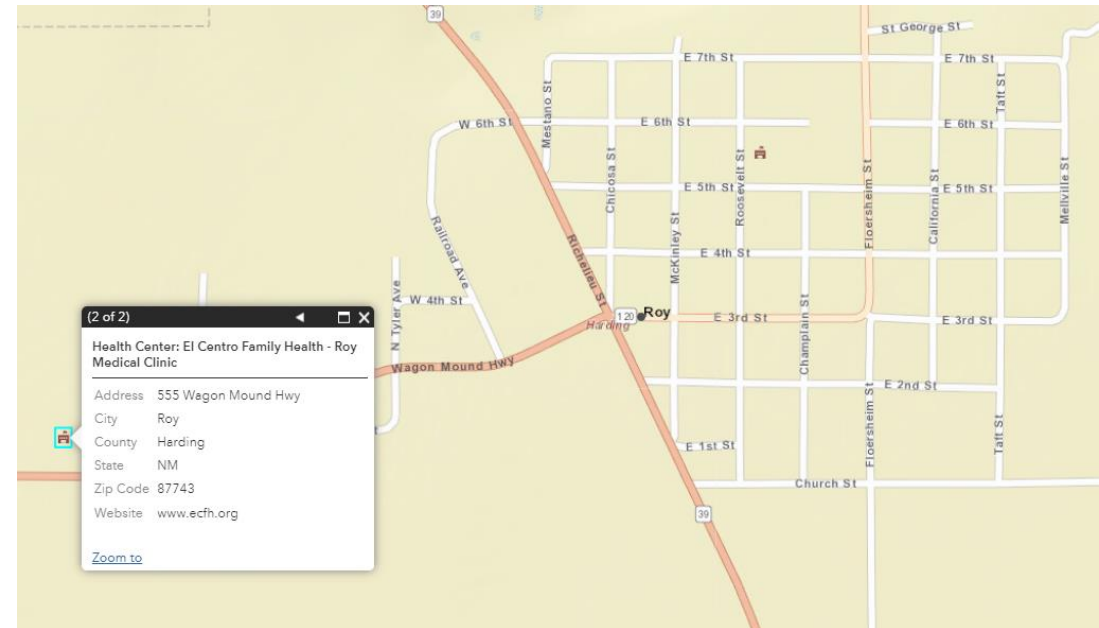 39
St George St
E 7th St
E 7th St
Mestano St
Taft St
W 6th St
E 6th St
E 6th St
Chicosa St
Roosevelt St
Floersheim St
California St
Mellville St
E 5th St
E 5th St
Railroad Ave
Richelieu St
McKinley St
E 4th St
N Tyler Ave
W 4th St
120
Roy
Harding
E 3rd St
E 3rd St
Champlain St
Wagon Mound Hwy
E 2nd St
Floersheim St
Taft St
E 1st St
Church St
39
(2 of 2)
Health Center: El Centro Family Health - Roy
Medical Clinic
Address 555 Wagon Mound Hwy
City Roy
County Harding
State NM
Zip Code 87743
Website www.ecfh.org
Zoom to